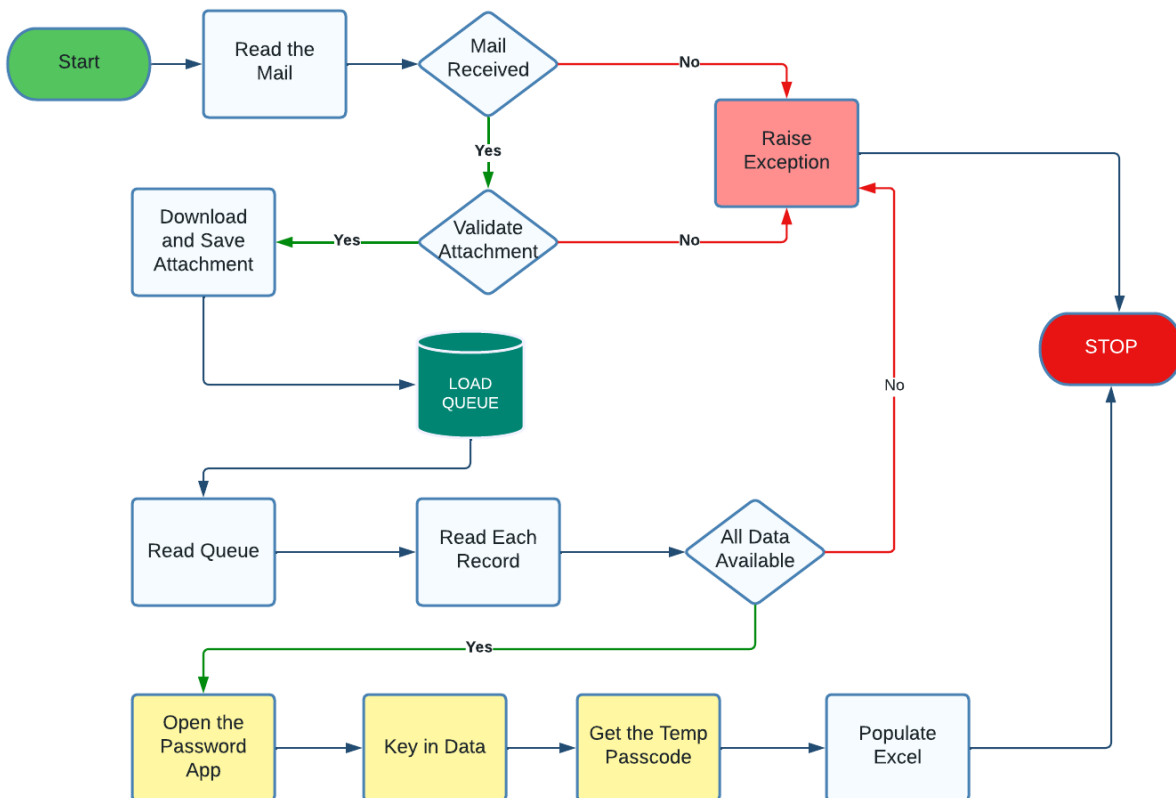 Start
Read the
Mail
Mail
Received
No
Raise
Exception
Yes
Download
and Save
Attachment
Yes
Validate
Attachment
No
STOP
LOAD
QUEUE
No
Read Queue
Read Each
Record
All Data
Available
Yes
Open the
Password
App
Key in Data
Get the Temp
Passcode
Populate
Excel